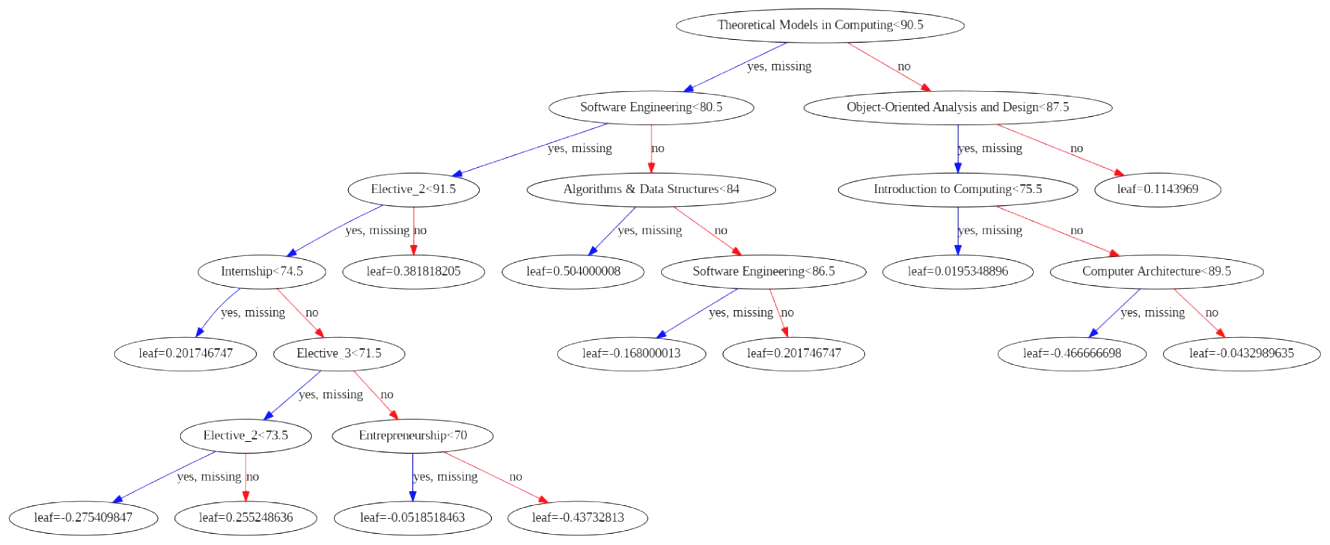 Theoretical Models in Computing<90.5
yes, missing
no
Software Engineering<80.5
Object-Oriented Analysis and Design<87.5
yes, missing
no
yes, missing
no
Elective_2<91.5
Algorithms & Data Structures<84
Introduction to Computing<75.5
leaf=0.1143969
yes, missing
no
yes, missing
no
yes, missing
no
Internship<74.5
leaf=0.381818205
leaf=0.504000008
Software Engineering<86.5
leaf=0.0195348896
Computer Architecture<89.5
yes, missing
no
yes, missing
no
yes, missing
no
leaf=0.201746747
Elective_3<71.5
leaf=-0.168000013
leaf=0.201746747
leaf=-0.466666698
leaf=-0.0432989635
yes, missing
no
Elective_2<73.5
Entrepreneurship<70
yes, missing
no
yes, missing
no
leaf=-0.275409847
leaf=0.255248636
leaf=-0.0518518463
leaf=-0.43732813